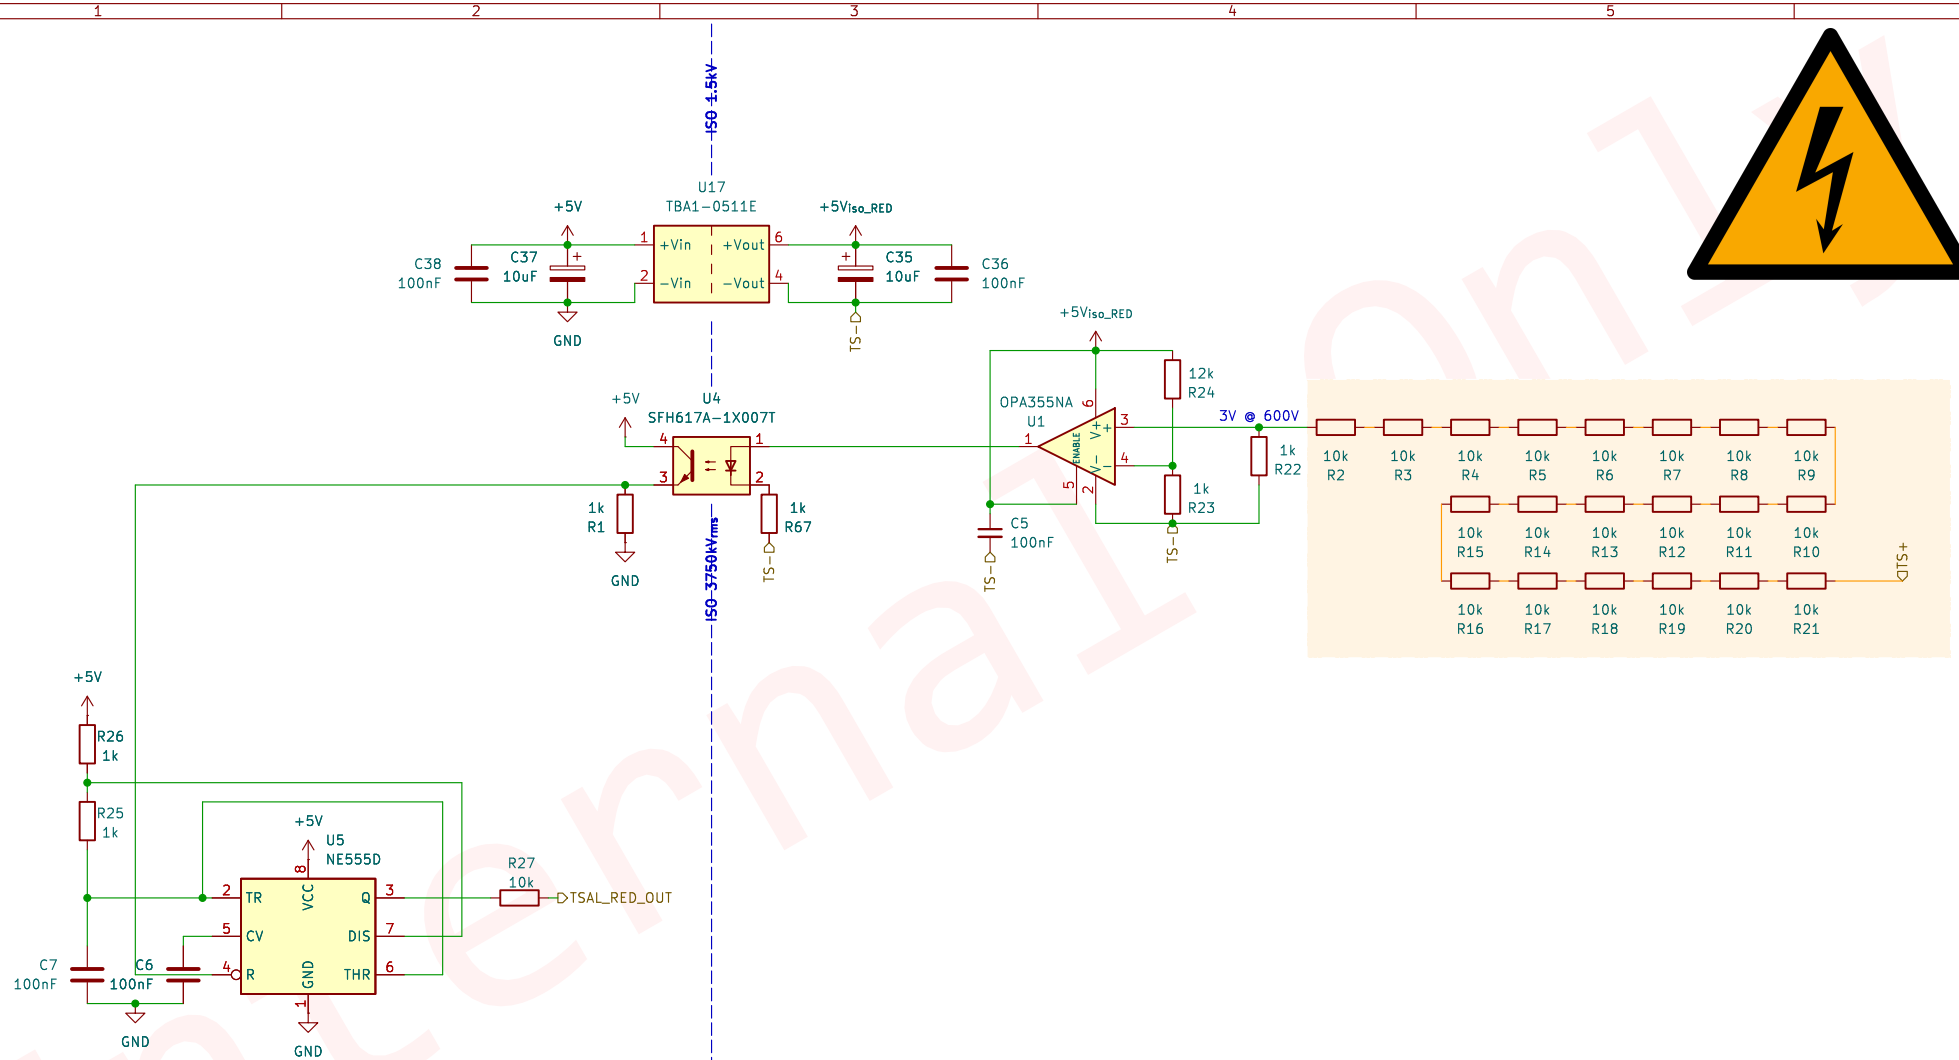 1 2 3 4 5
ISO 1.5kV
U17
TBA1-0511E
+5V
+5Viso_RED
1 +Vin +Vout 6
2 -Vin -Vout 4
C38
100nF
C37
10uF
C35
10uF
C36
100nF
GND
TS-
+5Viso_RED
12k
R24
OPA355NA
U1
6
V+
+
3
1
ENABLE
V-
-
4
5
2
3V @ 600V
1k
R22
1k
R23
C5
100nF
TS-
TS-
+5V
U4
SFH617A-1X007T
4 1
3 2
1k
R1
GND
1k
R67
TS-
ISO 3750kVrms
10k 10k 10k 10k 10k 10k 10k 10k
R2 R3 R4 R5 R6 R7 R8 R9
10k 10k 10k 10k 10k 10k
R15 R14 R13 R12 R11 R10
TS+
10k 10k 10k 10k 10k 10k
R16 R17 R18 R19 R20 R21
+5V
R26
1k
R25
1k
+5V
U5
NE555D
8
VCC
2 TR Q 3
5 CV DIS 7
4 R THR 6
GND
1
R27
10k
TSAL_RED_OUT
C7
100nF
C6
100nF
GND
GND
internal only